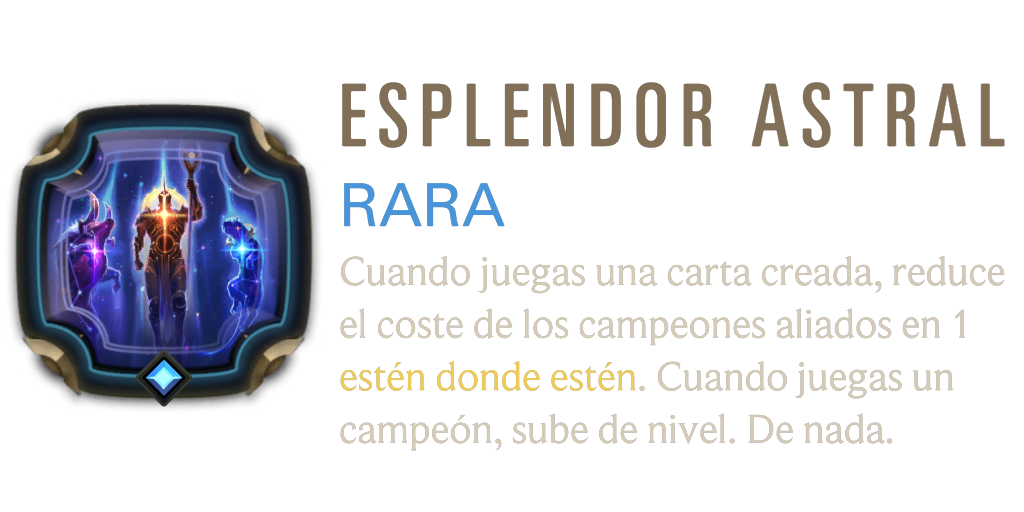 ESPLENDOR ASTRAL
RARA
Cuando juegas una carta creada, reduce
el coste de los campeones aliados en 1
estén donde estén. Cuando juegas un
campeón, sube de nivel. De nada.